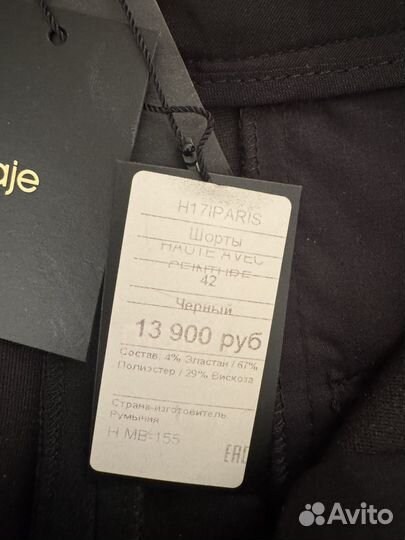 aje
H17IPARIS
Шорты
HAUTE AVEC
CEINTURE
42
Черный
13 900 руб
Состав: 4% Эластан / 67%
Полиэстер / 29% Вискоза
Страна-изготовитель:
Румыния
H MB-155
EAC
Avito